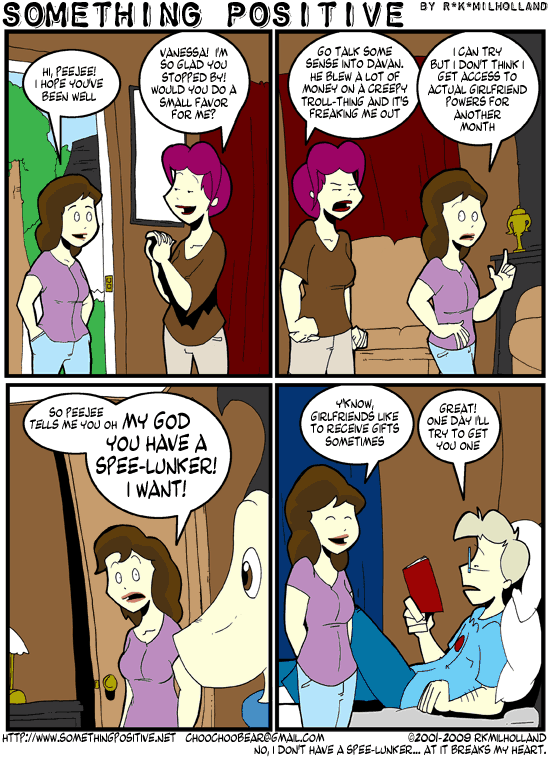 SOMETHING POSITIVE BY R*K*MILHOLLAND
HI, PEEJEE!
I HOPE YOU'VE
BEEN WELL
VANESSA! I'M
SO GLAD YOU
STOPPED BY!
WOULD YOU DO A
SMALL FAVOR
FOR ME?
GO TALK SOME
SENSE INTO DAVAN.
HE BLEW A LOT OF
MONEY ON A CREEPY
TROLL-THING AND IT'S
FREAKING ME OUT
I CAN TRY
BUT I DON'T THINK I
GET ACCESS TO
ACTUAL GIRLFRIEND
POWERS FOR
ANOTHER
MONTH
SO PEEJEE
TELLS ME YOU OH MY GOD
YOU HAVE A
SPEE-LUNKER!
I WANT!
Y'KNOW,
GIRLFRIENDS LIKE
TO RECEIVE GIFTS
SOMETIMES
GREAT!
ONE DAY I'LL
TRY TO GET
YOU ONE
HTTP://WWW.SOMETHINGPOSITIVE.NET CHOOCHOOBEAR@GMAIL.COM ©2001-2009 RKMILHOLLAND
NO, I DON'T HAVE A SPEE-LUNKER... AT IT BREAKS MY HEART.